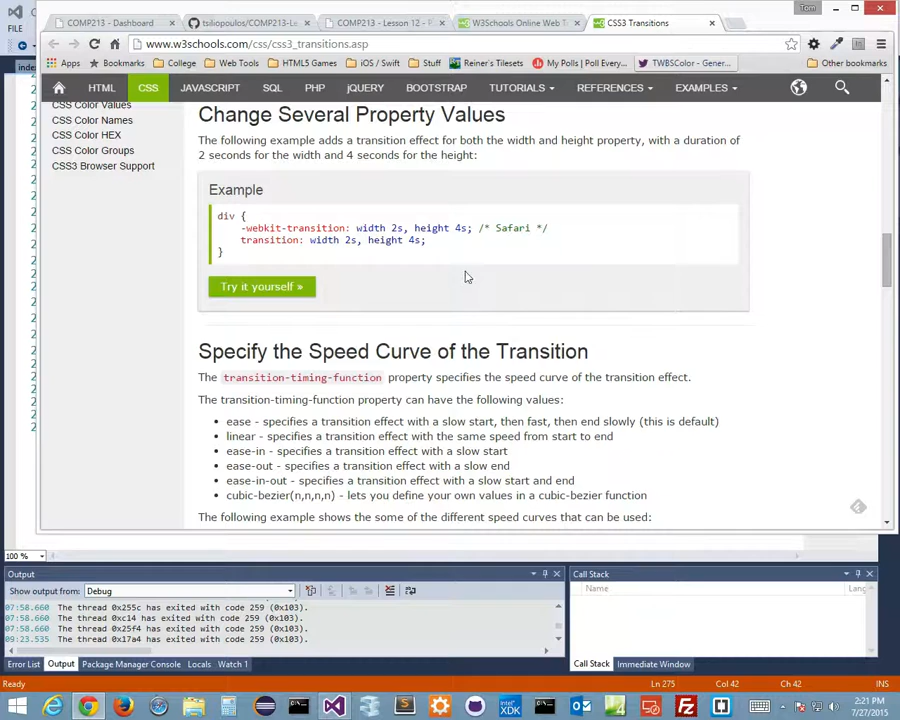 Tom
COMP213 - Dashboard
tsiliopoulos/COMP213-Le
COMP213 - Lesson 12 - P
W3Schools Online Web T
CSS3 Transitions
FILE
www.w3schools.com/css/css3_transitions.asp
Apps Bookmarks College Web Tools HTML5 Games iOS / Swift Stuff Reiner's Tilesets My Polls | Poll Every... TWBSColor - Gener... Other bookmarks
HTML CSS JAVASCRIPT SQL PHP jQUERY BOOTSTRAP TUTORIALS REFERENCES EXAMPLES
CSS Color Values
CSS Color Names
CSS Color HEX
CSS Color Groups
CSS3 Browser Support
Change Several Property Values
The following example adds a transition effect for both the width and height property, with a duration of
2 seconds for the width and 4 seconds for the height:
Example
div {
-webkit-transition: width 2s, height 4s; /* Safari */
transition: width 2s, height 4s;
}
Try it yourself »
Specify the Speed Curve of the Transition
The transition-timing-function property specifies the speed curve of the transition effect.
The transition-timing-function property can have the following values:
• ease - specifies a transition effect with a slow start, then fast, then end slowly (this is default)
• linear - specifies a transition effect with the same speed from start to end
• ease-in - specifies a transition effect with a slow start
• ease-out - specifies a transition effect with a slow end
• ease-in-out - specifies a transition effect with a slow start and end
• cubic-bezier(n,n,n,n) - lets you define your own values in a cubic-bezier function
The following example shows the some of the different speed curves that can be used:
100 %
Output
Show output from: Debug
07:58.660 The thread 0x255c has exited with code 259 (0x103).
07:58.660 The thread 0xc14 has exited with code 259 (0x103).
07:58.660 The thread 0x25f4 has exited with code 259 (0x103).
09:23.535 The thread 0x17a4 has exited with code 259 (0x103).
Call Stack
Name
Lang
Error List Output Package Manager Console Locals Watch 1
Call Stack Immediate Window
Ready
Ln 275 Col 42 Ch 42 INS
2:21 PM
7/27/2015